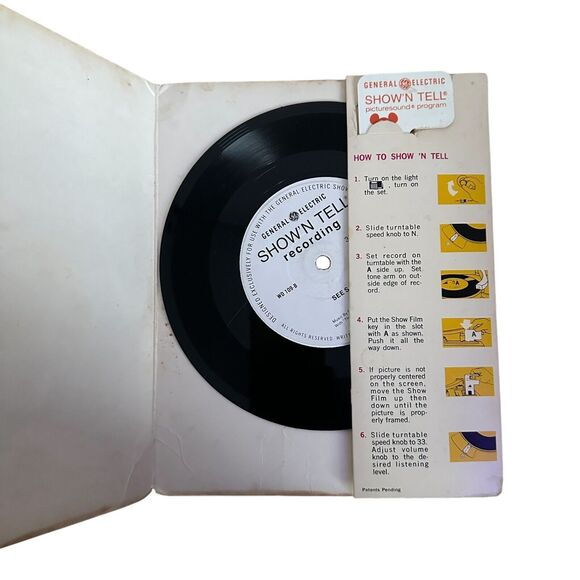 GENERAL GE ELECTRIC
SHOW'N TELL®
picturesound® program
HOW TO SHOW 'N TELL
1. Turn on the light
, turn on
the set.
2. Slide turntable
speed knob to N.
3. Set record on
turntable with the
A side up. Set
tone arm on out-
side edge of rec-
ord.
4. Put the Show Film
key in the slot
with A as shown.
Push it all the
way down.
5. If picture is not
properly centered
on the screen,
move the Show
Film up then
down until the
picture is prop-
erly framed.
6. Slide turntable
speed knob to 33.
Adjust volume
knob to the de-
sired listening
level.
Patents Pending
DESIGNED EXCLUSIVELY FOR USE WITH THE GENERAL ELECTRIC SHOW
GENERAL GE ELECTRIC
SHOW'N TELL
recording
WD 109-B
SEE S
ALL RIGHTS RESERVED.